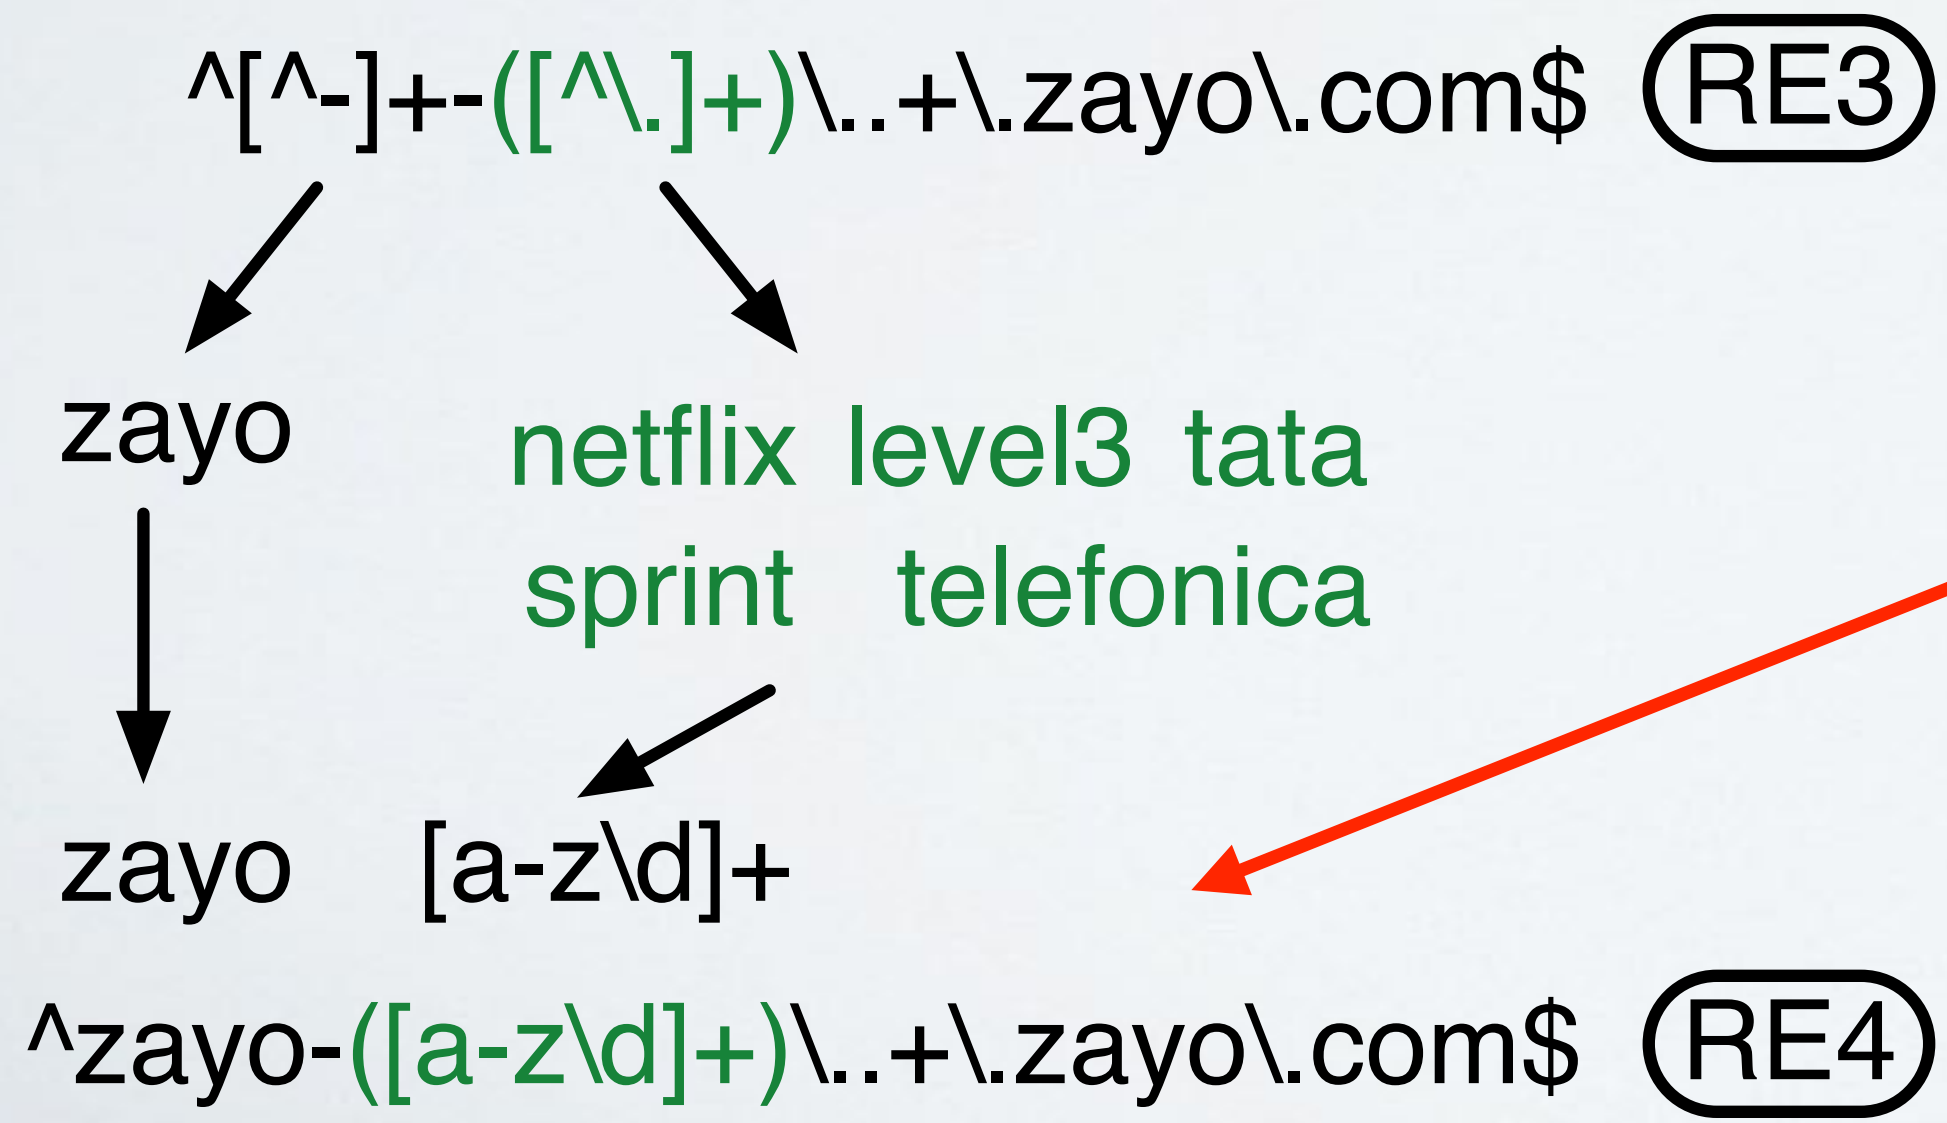 ^[^-]+-([^\.]+)\..+\.zayo\.com$ RE3
zayo netflix level3 tata
sprint telefonica
zayo [a-z\d]+
^zayo-([a-z\d]+)\..+\.zayo\.com$ RE4